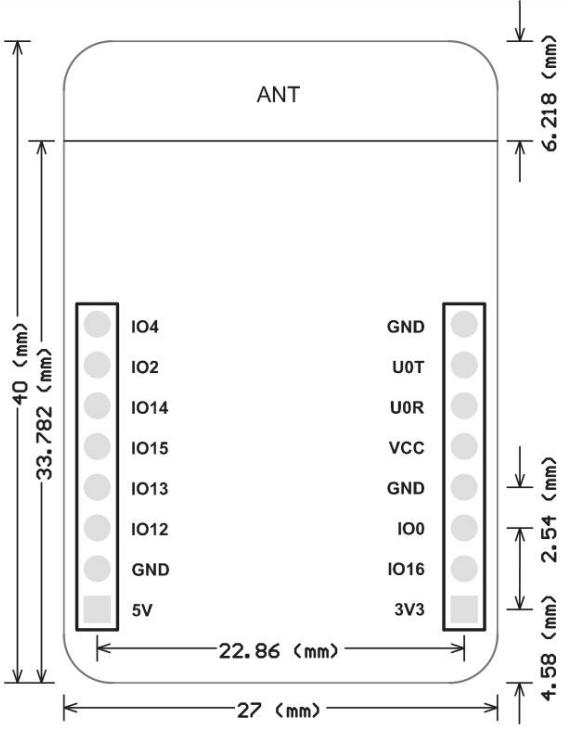 ANT
6.218 (mm)
40 (mm)
33.782 (mm)
IO4 GND
IO2 U0T
IO14 U0R
IO15 VCC
IO13 GND
IO12 IO0
GND IO16
5V 3V3
2.54 (mm)
4.58 (mm)
22.86 (mm)
27 (mm)